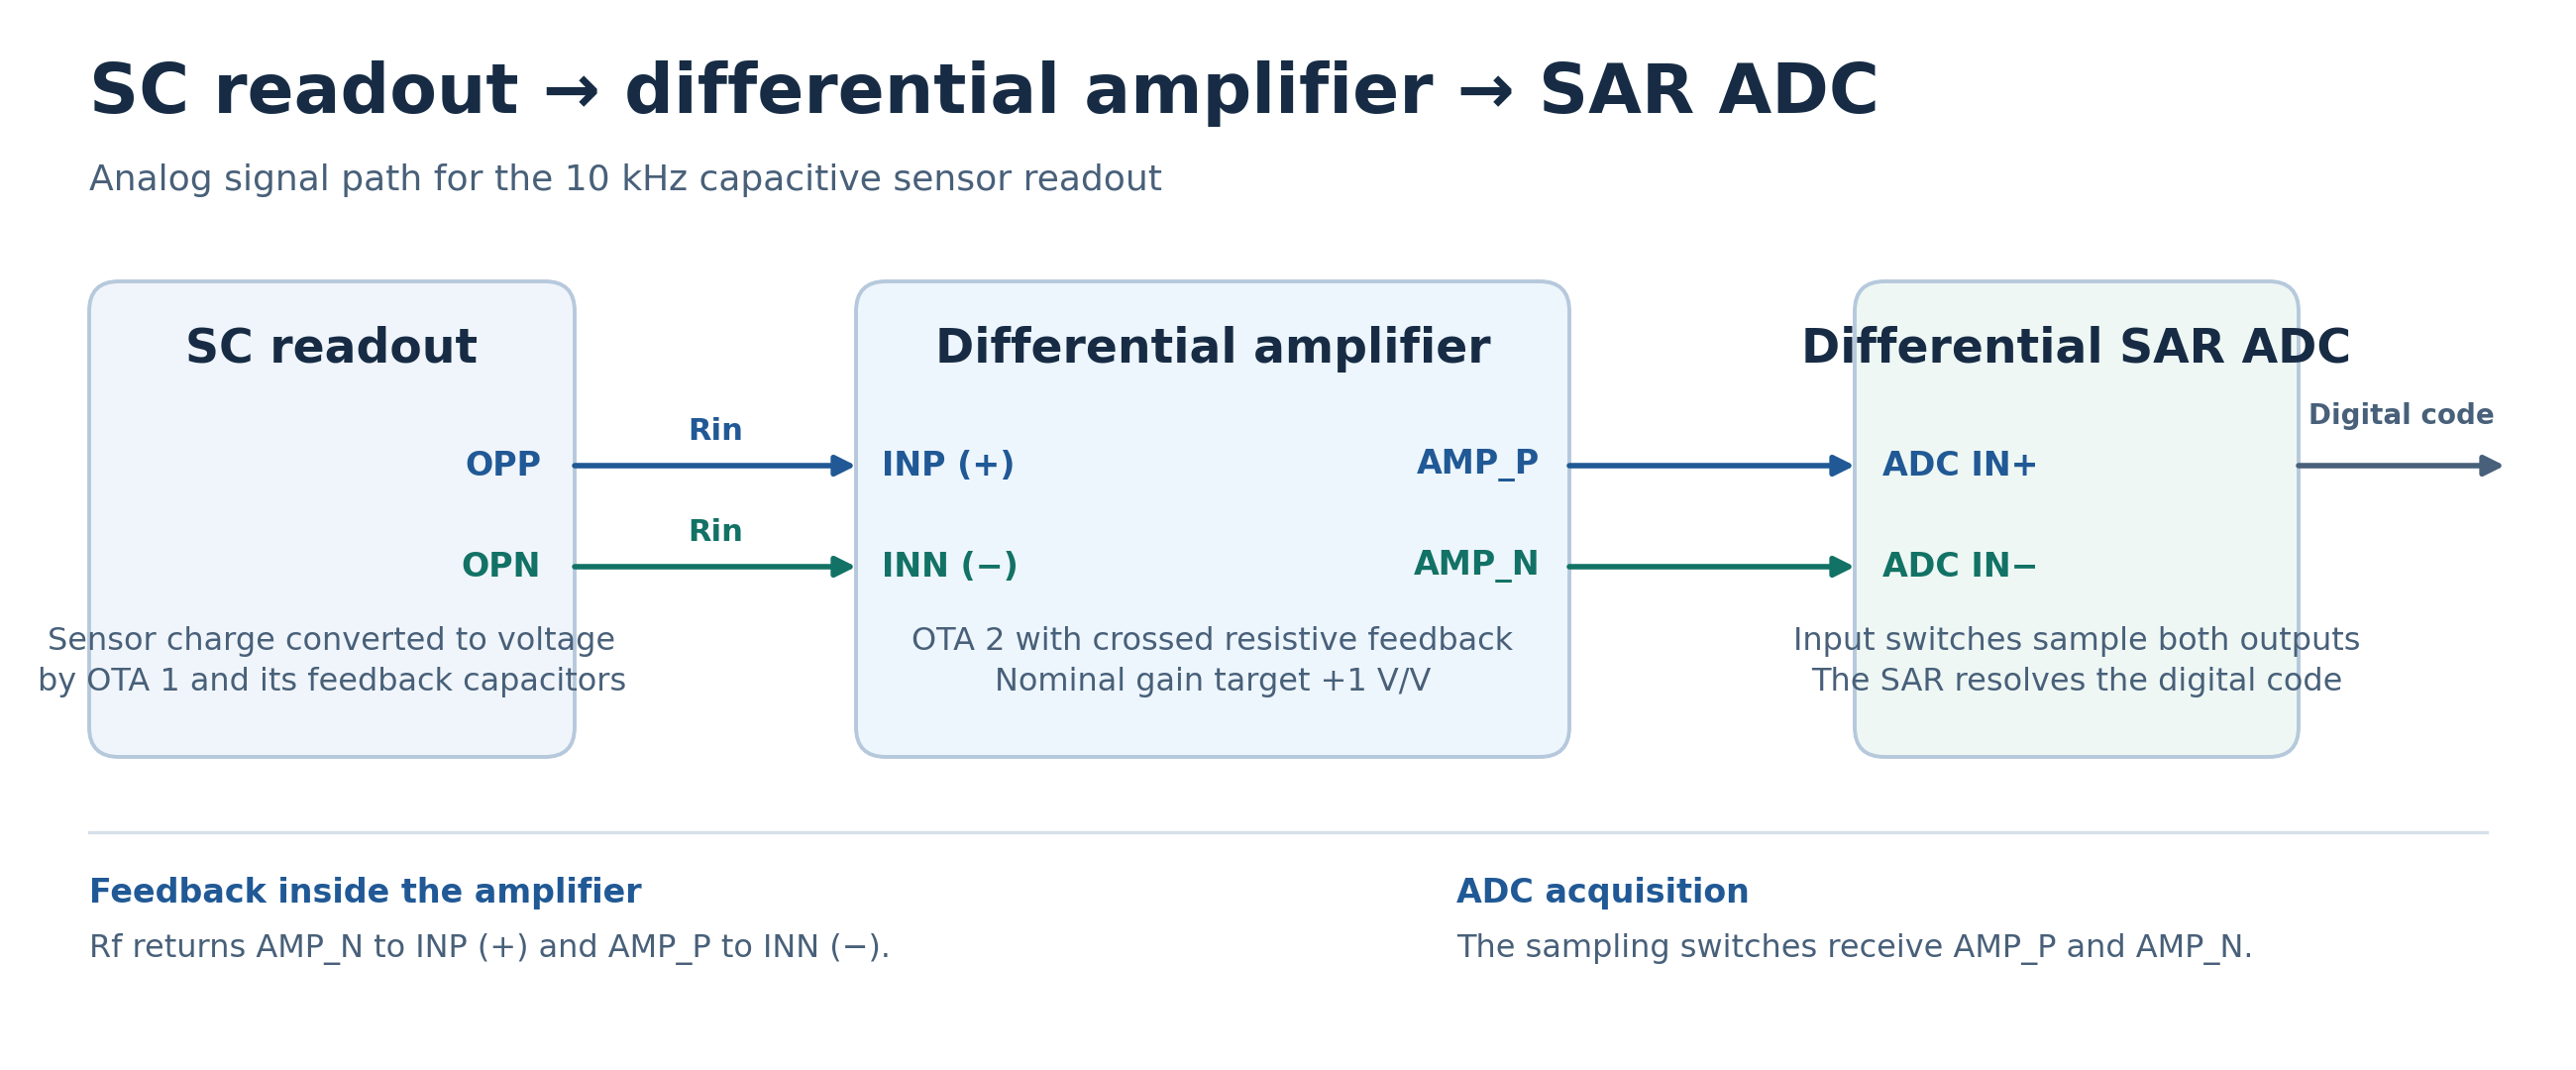 SC readout → differential amplifier → SAR ADC
Analog signal path for the 10 kHz capacitive sensor readout
SC readout
OPP
OPN
Sensor charge converted to voltage
by OTA 1 and its feedback capacitors
Rin
Rin
Differential amplifier
INP (+)
AMP_P
INN (−)
AMP_N
OTA 2 with crossed resistive feedback
Nominal gain target +1 V/V
Differential SAR ADC
ADC IN+
ADC IN−
Input switches sample both outputs
The SAR resolves the digital code
Digital code
Feedback inside the amplifier
Rf returns AMP_N to INP (+) and AMP_P to INN (−).
ADC acquisition
The sampling switches receive AMP_P and AMP_N.